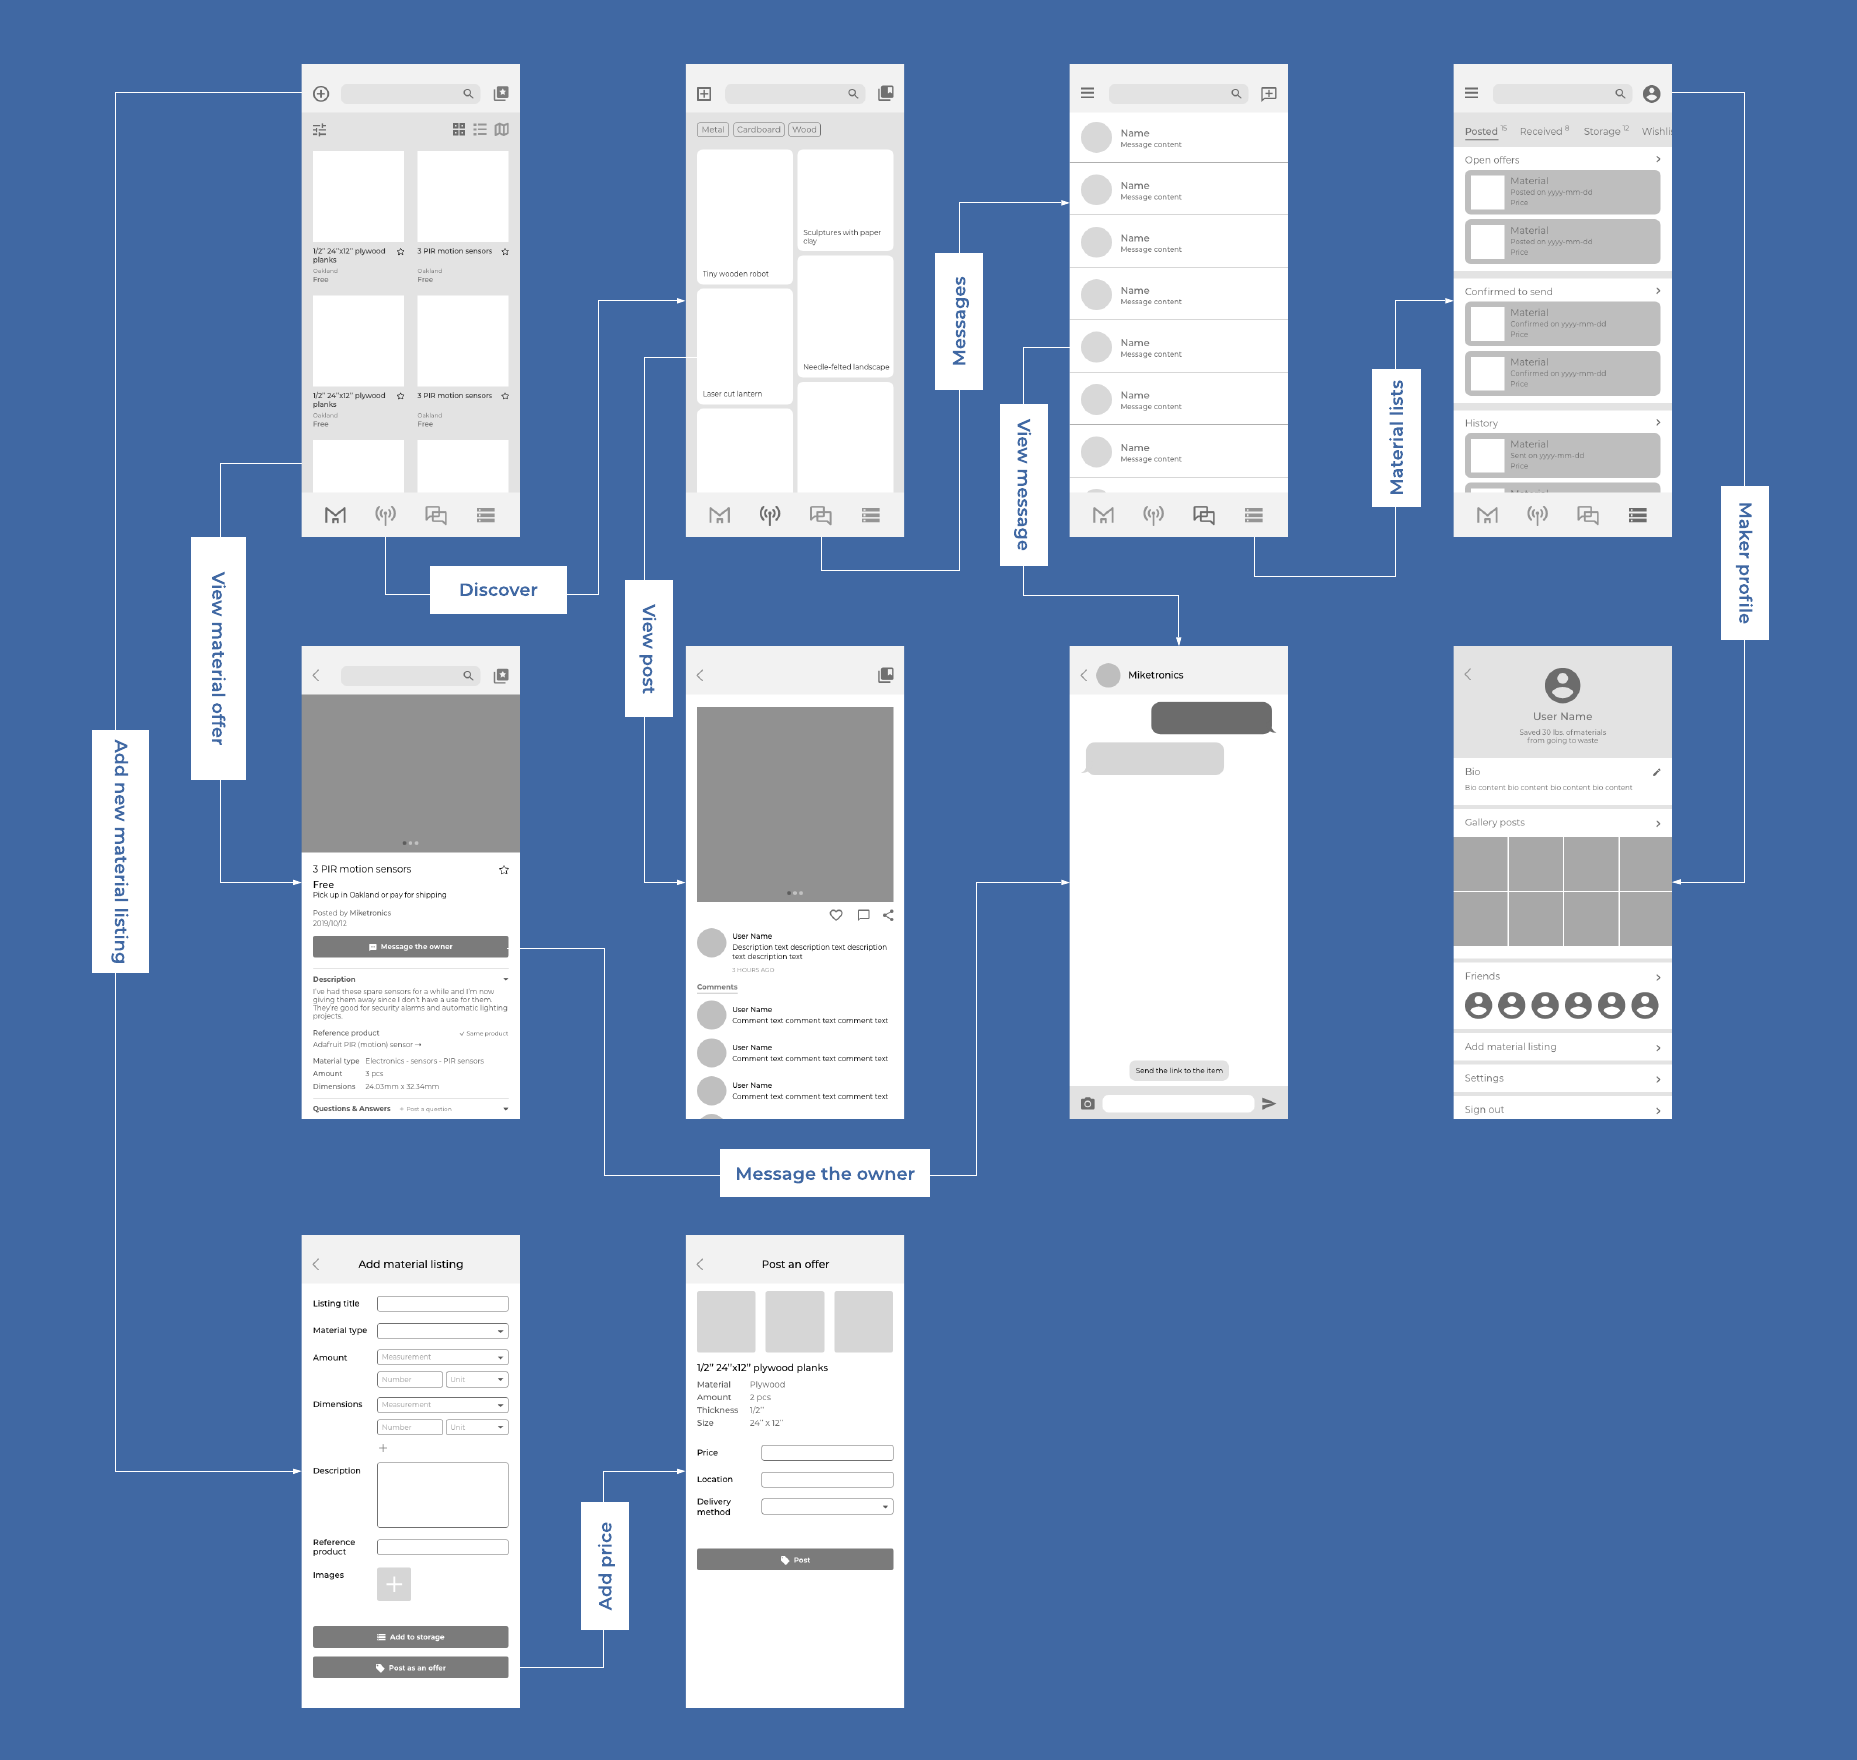 1/2'' 24''x12'' plywood
planks
Oakland
Free
3 PIR motion sensors
Oakland
Free
1/2'' 24''x12'' plywood
planks
Oakland
Free
3 PIR motion sensors
Oakland
Free
Metal
Cardboard
Wood
Tiny wooden robot
Sculptures with paper
clay
Laser cut lantern
Needle-felted landscape
Name
Message content
Name
Message content
Name
Message content
Name
Message content
Name
Message content
Name
Message content
Name
Message content
Posted 15
Received 8
Storage 12
Wishli
Open offers
Material
Posted on yyyy-mm-dd
Price
Material
Posted on yyyy-mm-dd
Price
Confirmed to send
Material
Confirmed on yyyy-mm-dd
Price
Material
Confirmed on yyyy-mm-dd
Price
History
Material
Sent on yyyy-mm-dd
Price
Discover
Messages
View message
Material lists
Maker profile
View material offer
View post
Add new material listing
3 PIR motion sensors
Free
Pick up in Oakland or pay for shipping
Posted by Miketronics
2019/10/12
Message the owner
Description
I've had these spare sensors for a while and I'm now
giving them away since I don't have a use for them.
They're good for security alarms and automatic lighting
projects.
Reference product
Same product
Adafruit PIR (motion) sensor →
Material type Electronics - sensors - PIR sensors
Amount 3 pcs
Dimensions 24.03mm x 32.34mm
Questions & Answers + Post a question
User Name
Description text description text description
text description text
3 HOURS AGO
Comments
User Name
Comment text comment text comment text
User Name
Comment text comment text comment text
User Name
Comment text comment text comment text
Miketronics
Send the link to the item
User Name
Saved 30 lbs. of materials
from going to waste
Bio
Bio content bio content bio content bio content
Gallery posts
Friends
Add material listing
Settings
Sign out
Message the owner
Add material listing
Listing title
Material type
Amount
Measurement
Number
Unit
Dimensions
Measurement
Number
Unit
+
Description
Reference
product
Images
Add to storage
Post as an offer
Add price
Post an offer
1/2'' 24''x12'' plywood planks
Material Plywood
Amount 2 pcs
Thickness 1/2''
Size 24'' x 12''
Price
Location
Delivery
method
Post